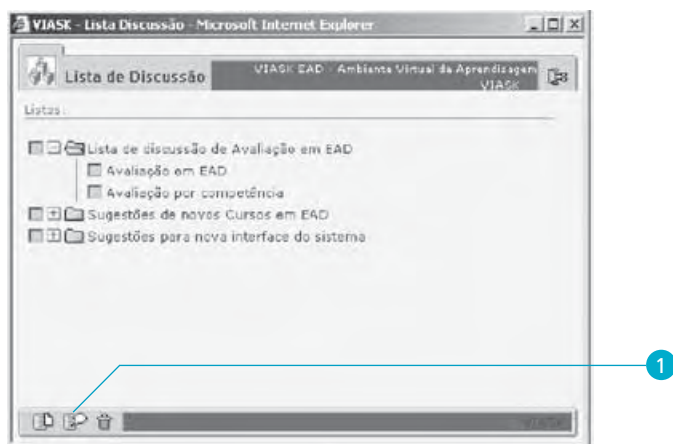 VIASK - Lista Discussão - Microsoft Internet Explorer
Lista de Discussão
VIASK EAD - Ambiente Virtual de Aprendizagem
VIASK
Listas:
Lista de discussão de Avaliação em EAD
Avaliação em EAD
Avaliação por competência
Sugestões de novos Cursos em EAD
Sugestões para nova interface do sistema
1
VIASK